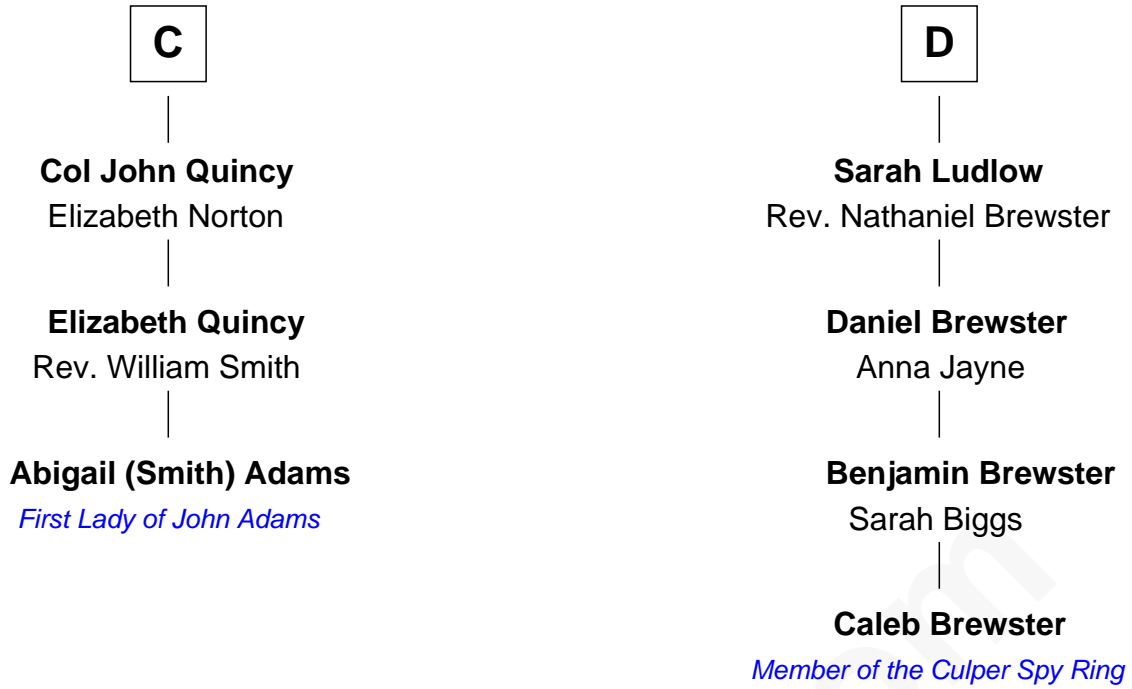 C
Col John Quincy
Elizabeth Norton
Elizabeth Quincy
Rev. William Smith
Abigail (Smith) Adams
First Lady of John Adams
D
Sarah Ludlow
Rev. Nathaniel Brewster
Daniel Brewster
Anna Jayne
Benjamin Brewster
Sarah Biggs
Caleb Brewster
Member of the Culper Spy Ring